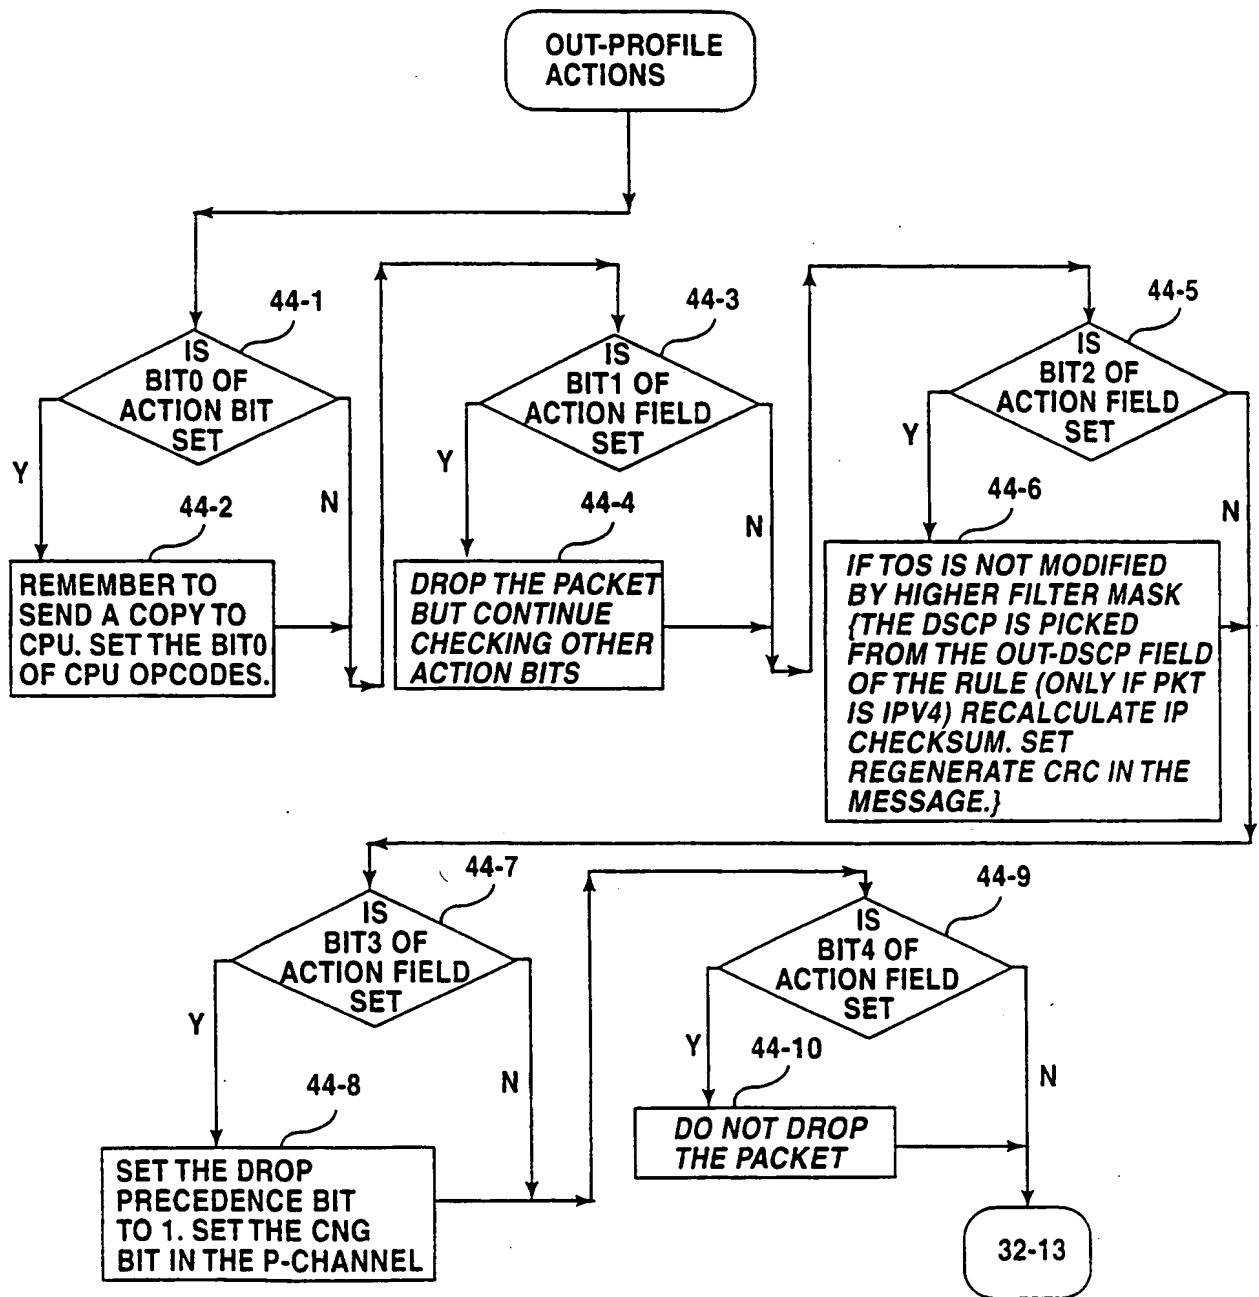 OUT-PROFILE
ACTIONS
44-1
IS
BIT0 OF
ACTION BIT
SET
Y
N
44-2
REMEMBER TO
SEND A COPY TO
CPU. SET THE BIT0
OF CPU OPCODES.
44-3
IS
BIT1 OF
ACTION FIELD
SET
Y
N
44-4
DROP THE PACKET
BUT CONTINUE
CHECKING OTHER
ACTION BITS
44-5
IS
BIT2 OF
ACTION FIELD
SET
Y
N
44-6
IF TOS IS NOT MODIFIED
BY HIGHER FILTER MASK
{THE DSCP IS PICKED
FROM THE OUT-DSCP FIELD
OF THE RULE (ONLY IF PKT
IS IPV4) RECALCULATE IP
CHECKSUM. SET
REGENERATE CRC IN THE
MESSAGE.}
44-7
IS
BIT3 OF
ACTION FIELD
SET
Y
N
44-8
SET THE DROP
PRECEDENCE BIT
TO 1. SET THE CNG
BIT IN THE P-CHANNEL
44-9
IS
BIT4 OF
ACTION FIELD
SET
Y
N
44-10
DO NOT DROP
THE PACKET
32-13